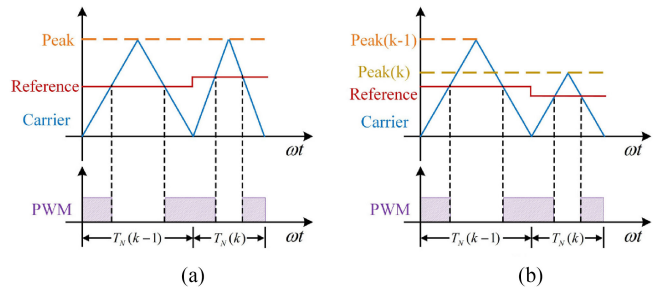 Peak
Reference
Carrier
ωt
PWM
T_N(k−1)
T_N(k)
ωt
(a)
Peak(k-1)
Peak(k)
Reference
Carrier
ωt
PWM
T_N(k−1)
T_N(k)
ωt
(b)